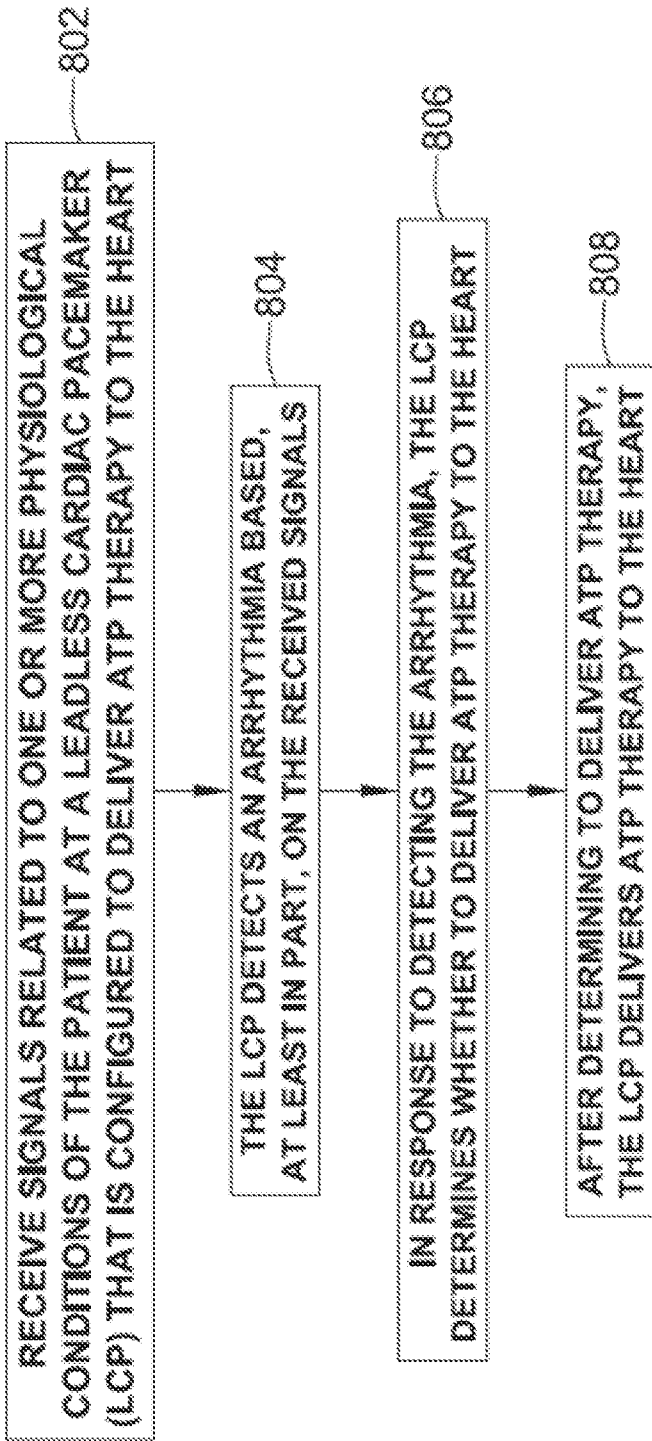 RECEIVE SIGNALS RELATED TO ONE OR MORE PHYSIOLOGICAL
CONDITIONS OF THE PATIENT AT A LEADLESS CARDIAC PACEMAKER
(LCP) THAT IS CONFIGURED TO DELIVER ATP THERAPY TO THE HEART
802
THE LCP DETECTS AN ARRHYTHMIA BASED,
AT LEAST IN PART, ON THE RECEIVED SIGNALS
804
IN RESPONSE TO DETECTING THE ARRHYTHMIA, THE LCP
DETERMINES WHETHER TO DELIVER ATP THERAPY TO THE HEART
806
AFTER DETERMINING TO DELIVER ATP THERAPY,
THE LCP DELIVERS ATP THERAPY TO THE HEART
808